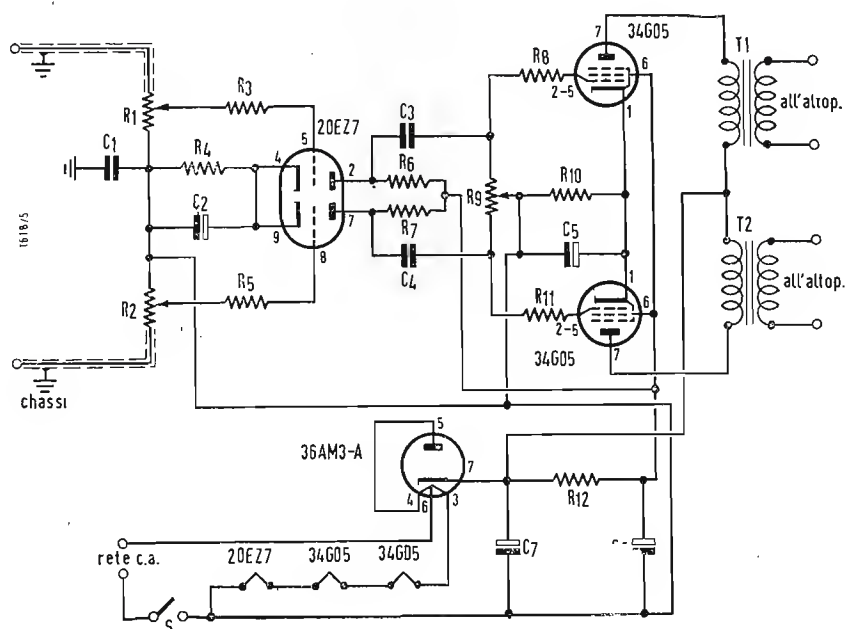 7
34G05
T1
R8
6
2-5
1
all'altop.
R1
R3
20EZ7
5
C3
C1
R4
4
2
R6
R9
R10
1618/5
C2
9
7
R7
C5
T2
8
C4
R2
R5
R11
1
6
2-5
7
34G05
all'altop.
chassi
36AM3-A
5
7
4
6
3
R12
rete c.a.
20EZ7
34G05
34G05
C7
S